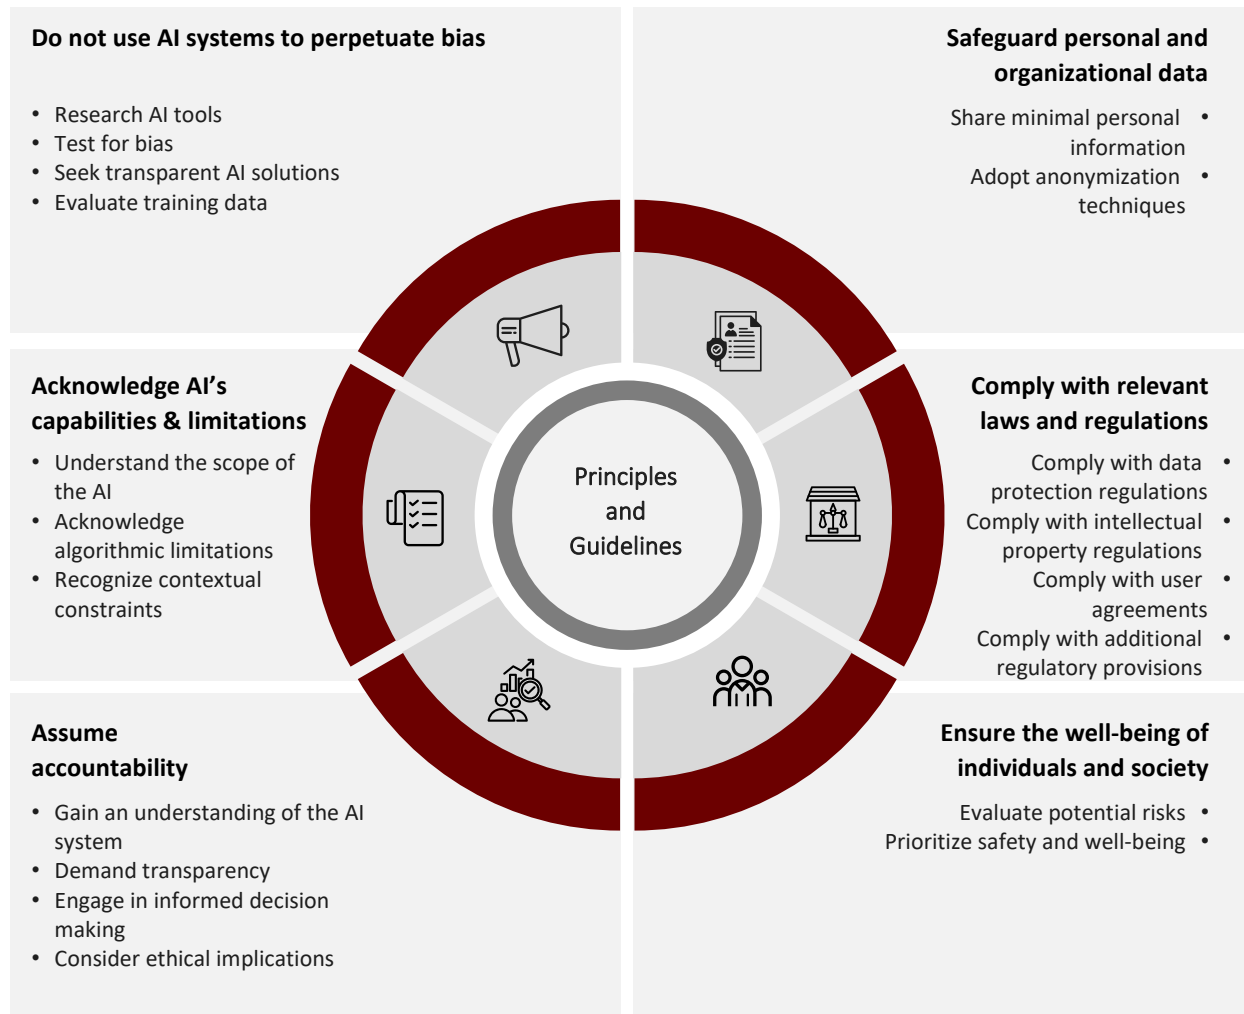 Do not use AI systems to perpetuate bias
• Research AI tools
• Test for bias
• Seek transparent AI solutions
• Evaluate training data
Safeguard personal and
organizational data
Share minimal personal •
information
Adopt anonymization •
techniques
Acknowledge AI's
capabilities & limitations
• Understand the scope of
the AI
• Acknowledge
algorithmic limitations
• Recognize contextual
constraints
Principles
and
Guidelines
Comply with relevant
laws and regulations
Comply with data •
protection regulations
Comply with intellectual •
property regulations
Comply with user •
agreements
Comply with additional •
regulatory provisions
Assume
accountability
• Gain an understanding of the AI
system
• Demand transparency
• Engage in informed decision
making
• Consider ethical implications
Ensure the well-being of
individuals and society
Evaluate potential risks •
Prioritize safety and well-being •